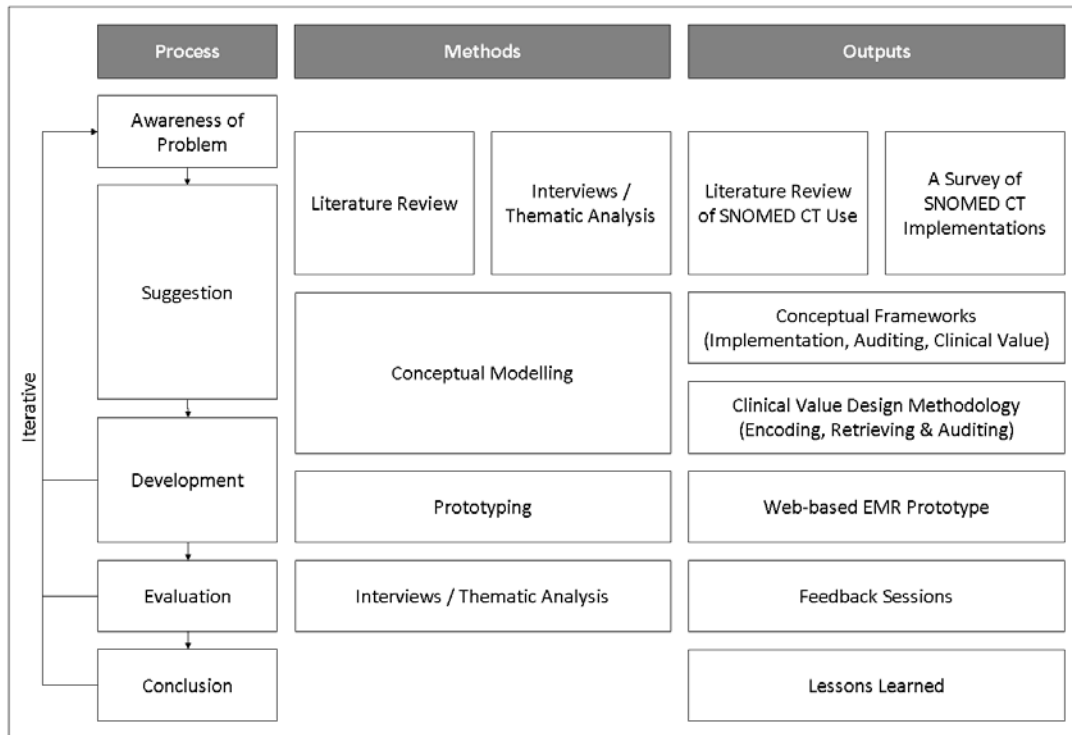 Process
Methods
Outputs
Awareness of
Problem
Literature Review
Interviews /
Thematic Analysis
Literature Review
of SNOMED CT Use
A Survey of
SNOMED CT
Implementations
Suggestion
Conceptual Modelling
Conceptual Frameworks
(Implementation, Auditing, Clinical Value)
Clinical Value Design Methodology
(Encoding, Retrieving & Auditing)
Iterative
Development
Prototyping
Web-based EMR Prototype
Evaluation
Interviews / Thematic Analysis
Feedback Sessions
Conclusion
Lessons Learned